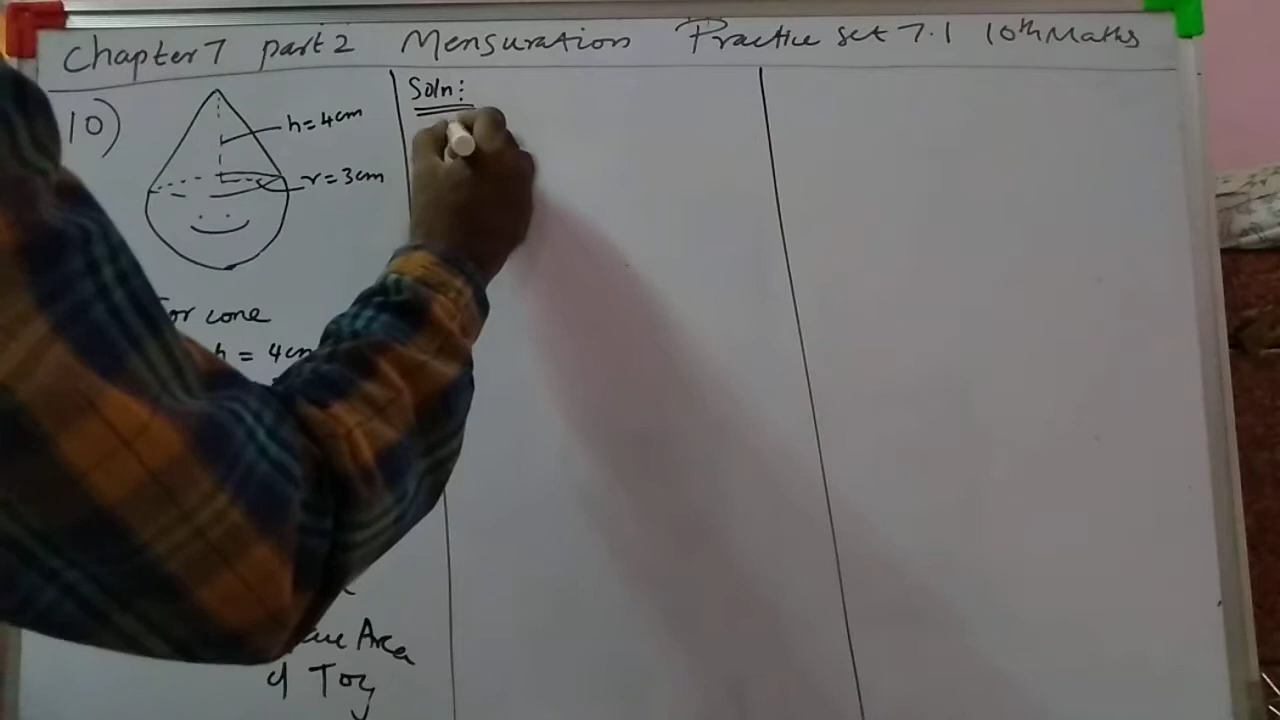 Chapter 7 part 2 Mensuration Practice set 7.1 10th Maths
10)
h = 4cm
r = 3cm
cone
h = 4cm
Area
of Toy
Soln: